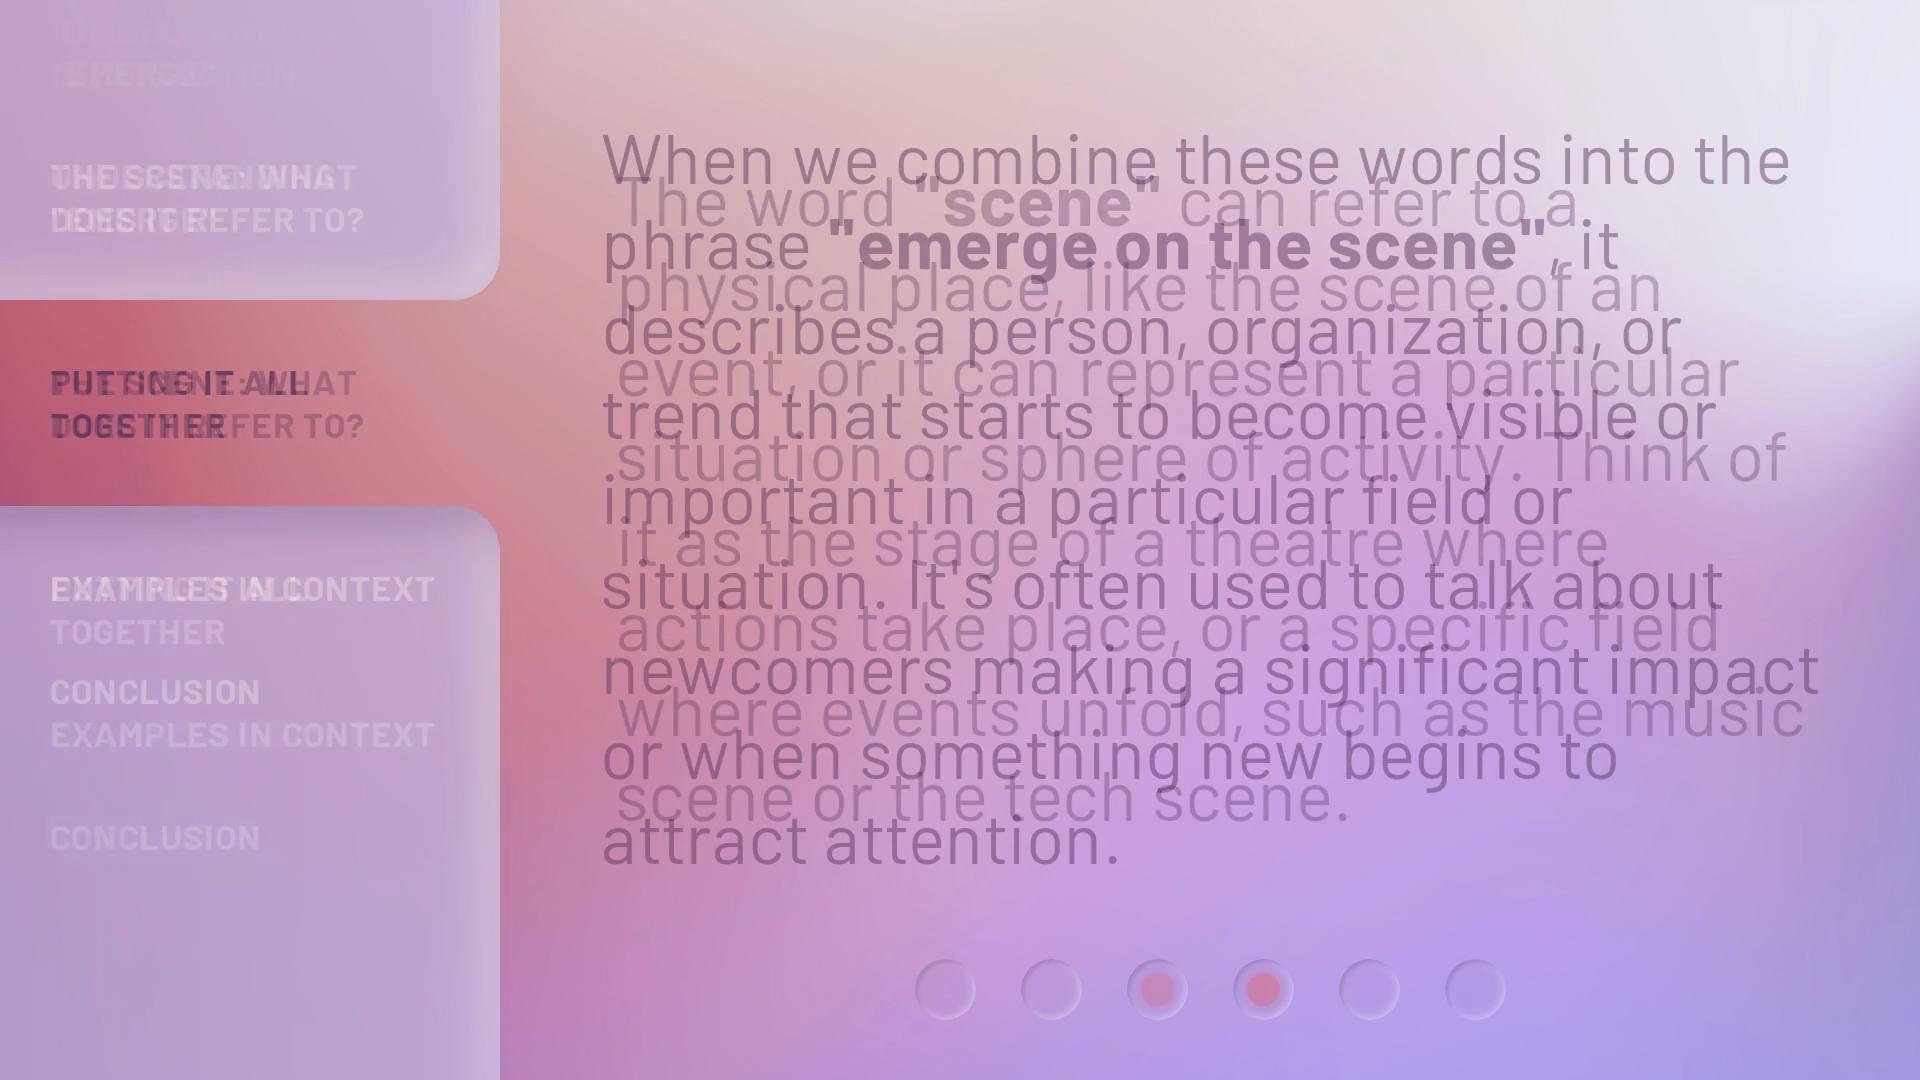 THE SCENE: WHAT
DOES IT REFER TO?
PUTTING IT ALL
TOGETHER
EXAMPLES IN CONTEXT
TOGETHER
CONCLUSION
EXAMPLES IN CONTEXT
CONCLUSION
When we combine these words into the
phrase "emerge on the scene", it
describes a person, organization, or
trend that starts to become visible or
important in a particular field or
situation. It's often used to talk about
newcomers making a significant impact
or when something new begins to
attract attention.
The word "scene" can refer to a
physical place, like the scene of an
event, or it can represent a particular
situation or sphere of activity. Think of
it as the stage of a theatre where
actions take place, or a specific field
where events unfold, such as the music
scene or the tech scene.